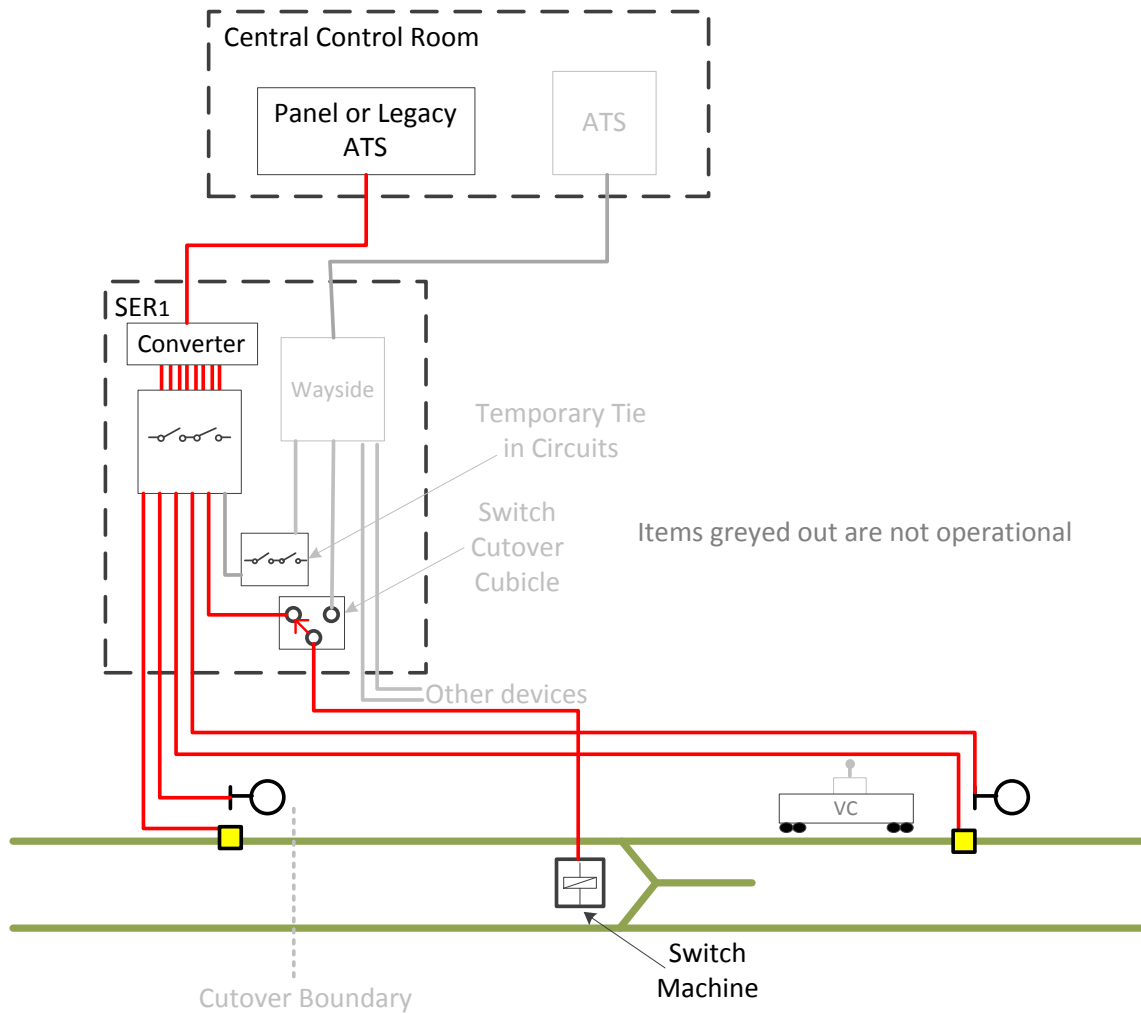 Central Control Room
Panel or Legacy
ATS
ATS
SER1
Converter
Wayside
Temporary Tie
in Circuits
Switch
Cutover
Cubicle
Items greyed out are not operational
Other devices
VC
Switch
Machine
Cutover Boundary